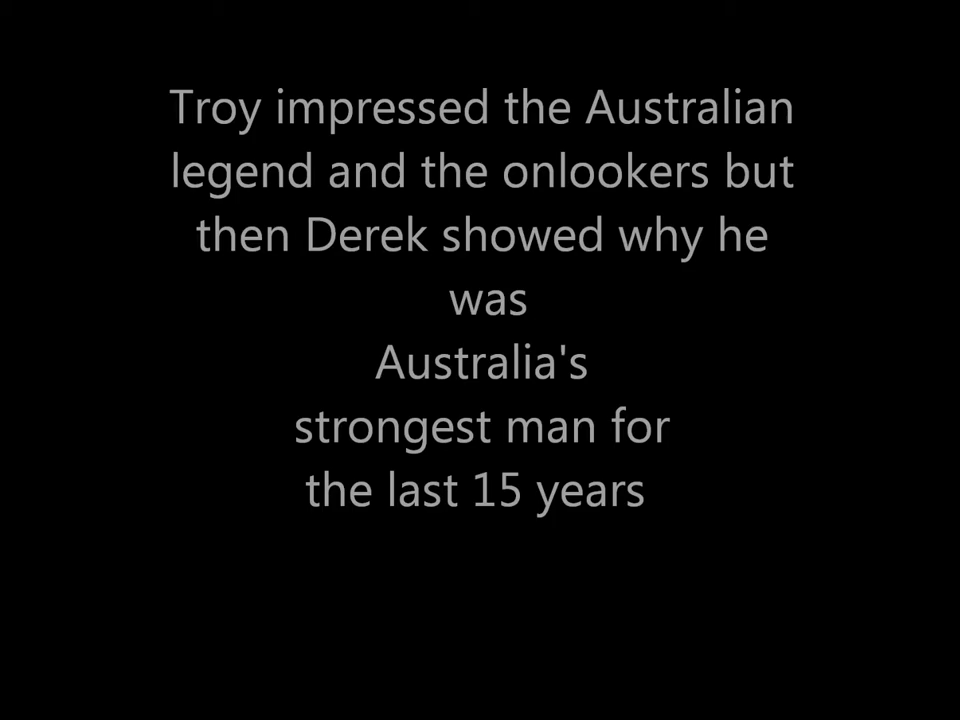 Troy impressed the Australian
legend and the onlookers but
then Derek showed why he
was
Australia's
strongest man for
the last 15 years